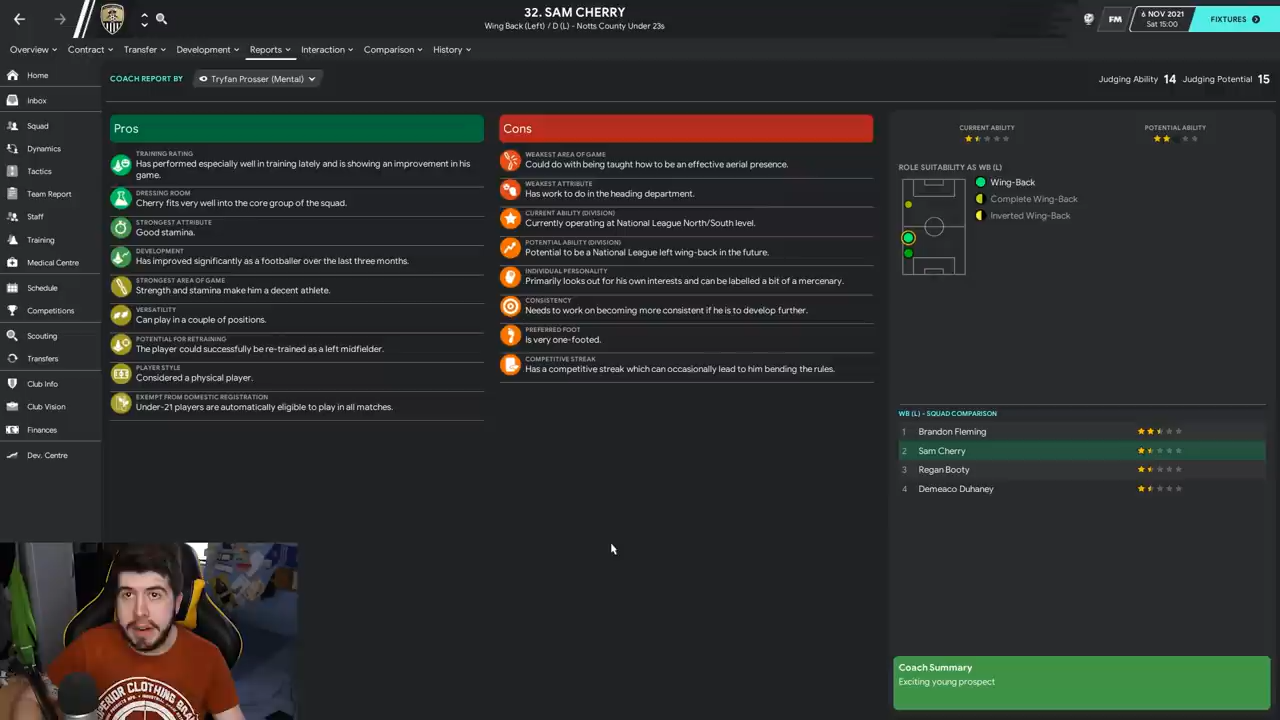 32. SAM CHERRY
Wing Back (Left) / D (L) - Notts County Under 23s
FM
6 NOV 2021
Sat 15:00
FIXTURES
Overview
Contract
Transfer
Development
Reports
Interaction
Comparison
History
Home
Inbox
Squad
Dynamics
Tactics
Team Report
Staff
Training
Medical Centre
Schedule
Competitions
Scouting
Transfers
Club Info
Club Vision
Finances
Dev. Centre
COACH REPORT BY
Tryfan Prosser (Mental)
Judging Ability 14 Judging Potential 15
Pros
TRAINING RATING
Has performed especially well in training lately and is showing an improvement in his
game.
DRESSING ROOM
Cherry fits very well into the core group of the squad.
STRONGEST ATTRIBUTE
Good stamina.
DEVELOPMENT
Has improved significantly as a footballer over the last three months.
STRONGEST AREA OF GAME
Strength and stamina make him a decent athlete.
VERSATILITY
Can play in a couple of positions.
POTENTIAL FOR RETRAINING
The player could successfully be re-trained as a left midfielder.
PLAYER STYLE
Considered a physical player.
EXEMPT FROM DOMESTIC REGISTRATION
Under-21 players are automatically eligible to play in all matches.
Cons
WEAKEST AREA OF GAME
Could do with being taught how to be an effective aerial presence.
WEAKEST ATTRIBUTE
Has work to do in the heading department.
CURRENT ABILITY (DIVISION)
Currently operating at National League North/South level.
POTENTIAL ABILITY (DIVISION)
Potential to be a National League left wing-back in the future.
INDIVIDUAL PERSONALITY
Primarily looks out for his own interests and can be labelled a bit of a mercenary.
CONSISTENCY
Needs to work on becoming more consistent if he is to develop further.
PREFERRED FOOT
Is very one-footed.
COMPETITIVE STREAK
Has a competitive streak which can occasionally lead to him bending the rules.
CURRENT ABILITY
POTENTIAL ABILITY
ROLE SUITABILITY AS WB (L)
Wing-Back
Complete Wing-Back
Inverted Wing-Back
WB (L) - SQUAD COMPARISON
1 Brandon Fleming
2 Sam Cherry
3 Regan Booty
4 Demeaco Duhaney
Coach Summary
Exciting young prospect